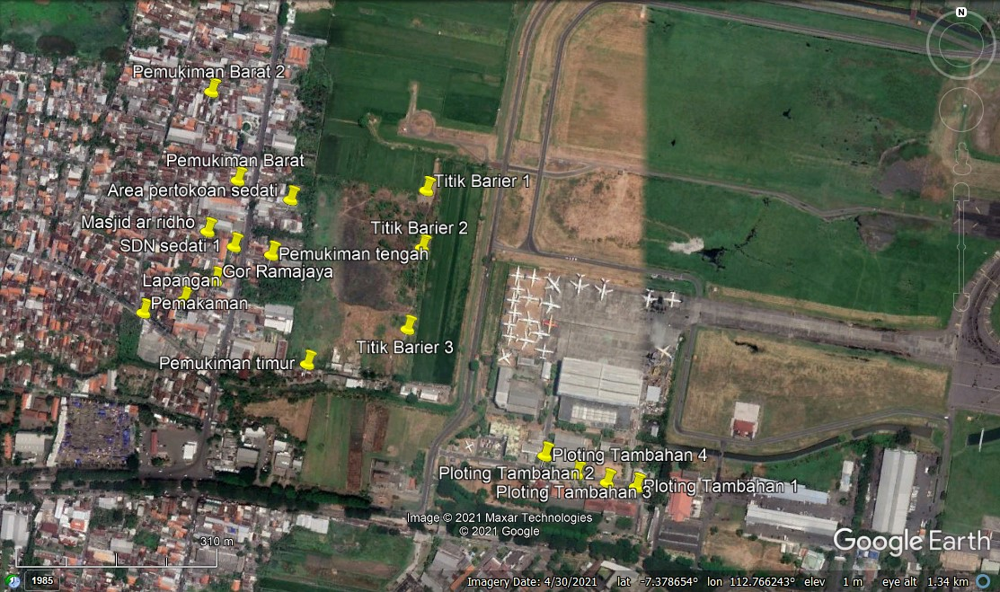 N
Pemukiman Barat 2
Pemukiman Barat
Area pertokoan sedati
Titik Barier 1
Masjid ar ridho
Titik Barier 2
SDN sedati 1
Pemukiman tengah
Gor Ramajaya
Lapangan
Pemakaman
Titik Barier 3
Pemukiman timur
Ploting Tambahan 4
Ploting Tambahan 2
Ploting Tambahan 3
Ploting Tambahan 1
Image © 2021 Maxar Technologies
© 2021 Google
310 m
Google Earth
1985
Imagery Date: 4/30/2021 lat -7.378654° lon 112.766243° elev 1 m eye alt 1.34 km